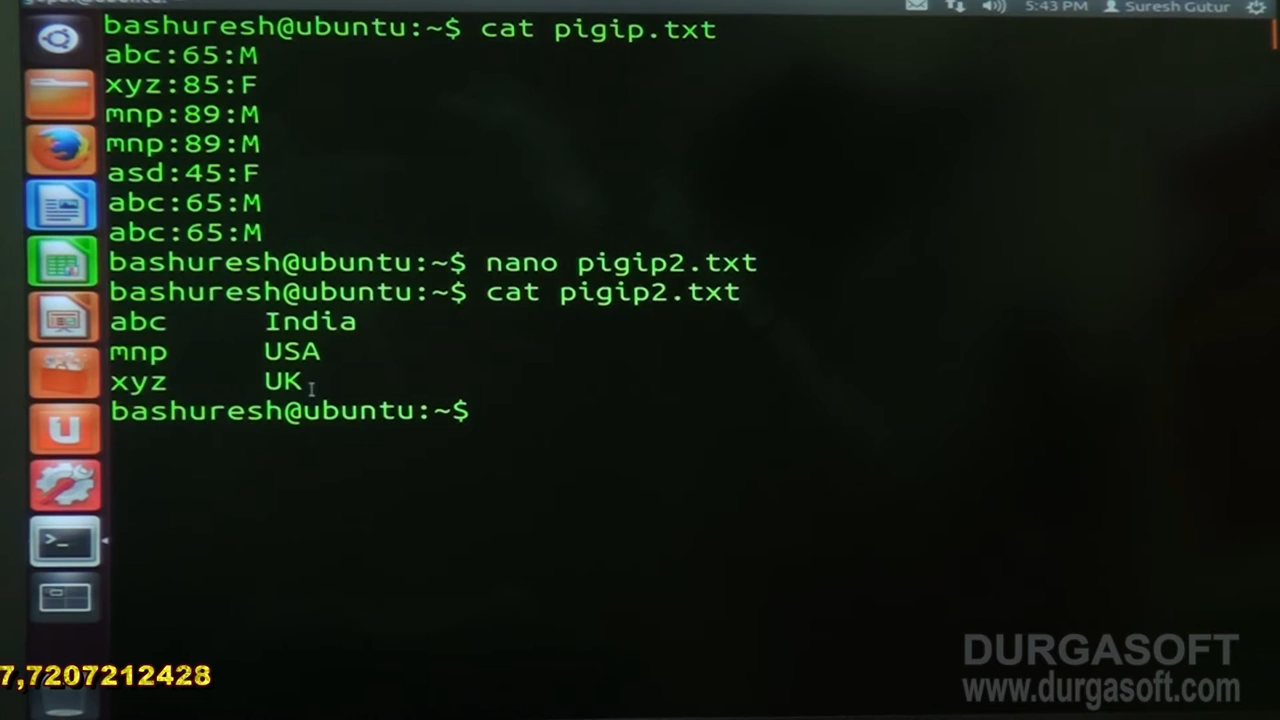 5:43 PM Suresh Gutur
bashuresh@ubuntu:~$ cat pigip.txt
abc:65:M
xyz:85:F
mnp:89:M
mnp:89:M
asd:45:F
abc:65:M
abc:65:M
bashuresh@ubuntu:~$ nano pigip2.txt
bashuresh@ubuntu:~$ cat pigip2.txt
abc India
mnp USA
xyz UK
bashuresh@ubuntu:~$
DURGASOFT
www.durgasoft.com
7,7207212428